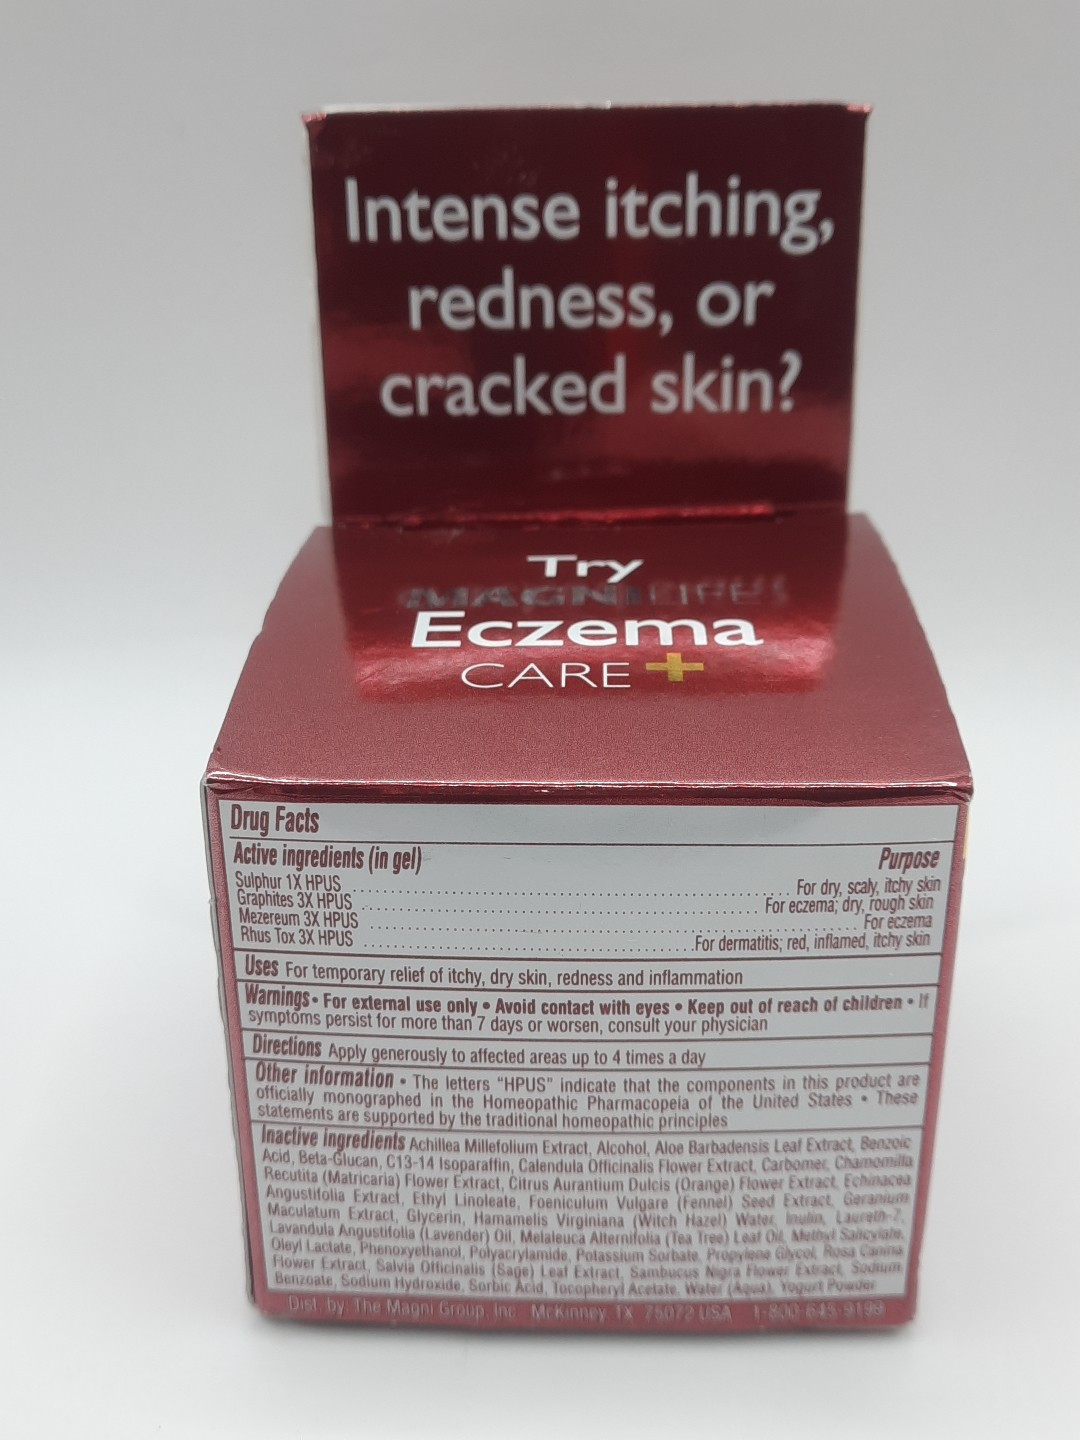 Intense itching,
redness, or
cracked skin?
Try
MAGNILIFE
Eczema
CARE +
Drug Facts
Active ingredients (in gel) Purpose
Sulphur 1X HPUS ........ For dry, scaly, itchy skin
Graphites 3X HPUS ........ For eczema; dry, rough skin
Mezereum 3X HPUS ........ For eczema
Rhus Tox 3X HPUS ........ For dermatitis; red, inflamed, itchy skin
Uses For temporary relief of itchy, dry skin, redness and inflammation
Warnings • For external use only • Avoid contact with eyes • Keep out of reach of children • If
symptoms persist for more than 7 days or worsen, consult your physician
Directions Apply generously to affected areas up to 4 times a day
Other information • The letters "HPUS" indicate that the components in this product are
officially monographed in the Homeopathic Pharmacopeia of the United States • These
statements are supported by the traditional homeopathic principles
Inactive ingredients Achillea Millefolium Extract, Alcohol, Aloe Barbadensis Leaf Extract, Benzoic
Acid, Beta-Glucan, C13-14 Isoparaffin, Calendula Officinalis Flower Extract, Carbomer, Chamomilla
Recutita (Matricaria) Flower Extract, Citrus Aurantium Dulcis (Orange) Flower Extract, Echinacea
Angustifolia Extract, Ethyl Linoleate, Foeniculum Vulgare (Fennel) Seed Extract, Geranium
Maculatum Extract, Glycerin, Hamamelis Virginiana (Witch Hazel) Water, Inulin, Laureth-7,
Lavandula Angustifolia (Lavender) Oil, Melaleuca Alternifolia (Tea Tree) Leaf Oil, Methyl Salicylate,
Oleyl Lactate, Phenoxyethanol, Polyacrylamide, Potassium Sorbate, Propylene Glycol, Rosa Canina
Flower Extract, Salvia Officinalis (Sage) Leaf Extract, Sambucus Nigra Flower Extract, Sodium
Benzoate, Sodium Hydroxide, Sorbic Acid, Tocopheryl Acetate, Water (Aqua), Yogurt Powder
Dist. by: The Magni Group, Inc. McKinney, TX 75072 USA 1-800-645-9199